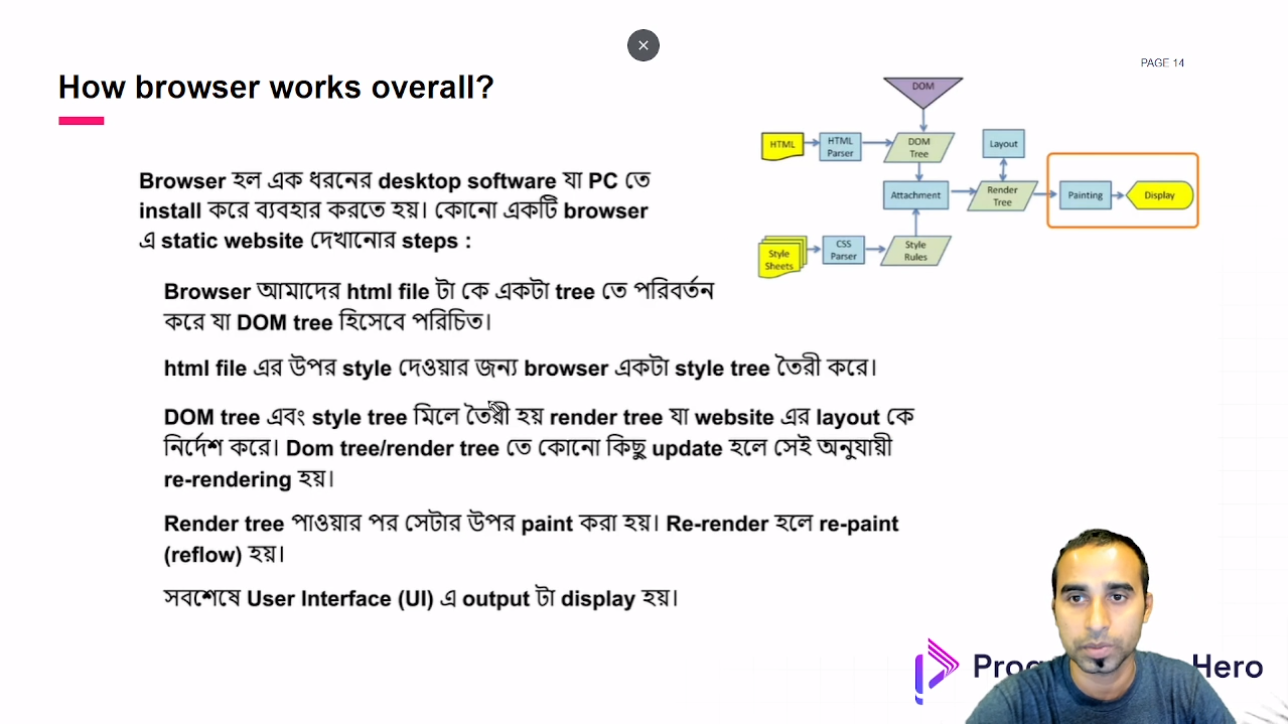 PAGE 14
How browser works overall?
Browser হল এক ধরনের desktop software যা PC তে
install করে ব্যবহার করতে হয়। কোনো একটি browser
এ static website দেখানোর steps :
Browser আমাদের html file টা কে একটা tree তে পরিবর্তন
করে যা DOM tree হিসেবে পরিচিত।
html file এর উপর style দেওয়ার জন্য browser একটা style tree তৈরী করে।
DOM tree এবং style tree মিলে তৈরী হয় render tree যা website এর layout কে
নির্দেশ করে। Dom tree/render tree তে কোনো কিছু update হলে সেই অনুযায়ী
re-rendering হয়।
Render tree পাওয়ার পর সেটার উপর paint করা হয়। Re-render হলে re-paint
(reflow) হয়।
সবশেষে User Interface (UI) এ output টা display হয়।
DOM
HTML
HTML
Parser
DOM
Tree
Layout
Attachment
Render
Tree
Painting
Display
Style
Sheets
CSS
Parser
Style
Rules
Hero